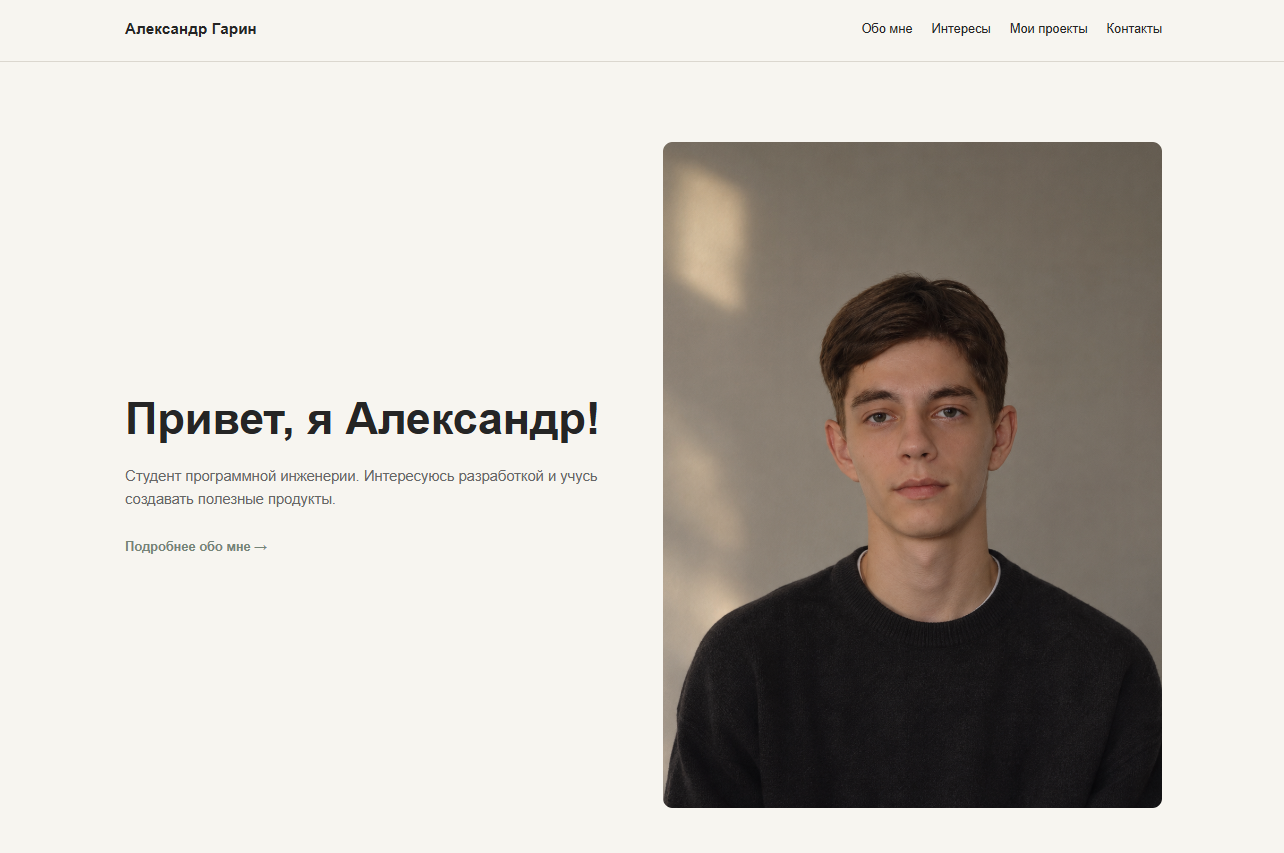 Александр Гарин
Обо мне Интересы Мои проекты Контакты
Привет, я Александр!
Студент программной инженерии. Интересуюсь разработкой и учусь
создавать полезные продукты.
Подробнее обо мне →